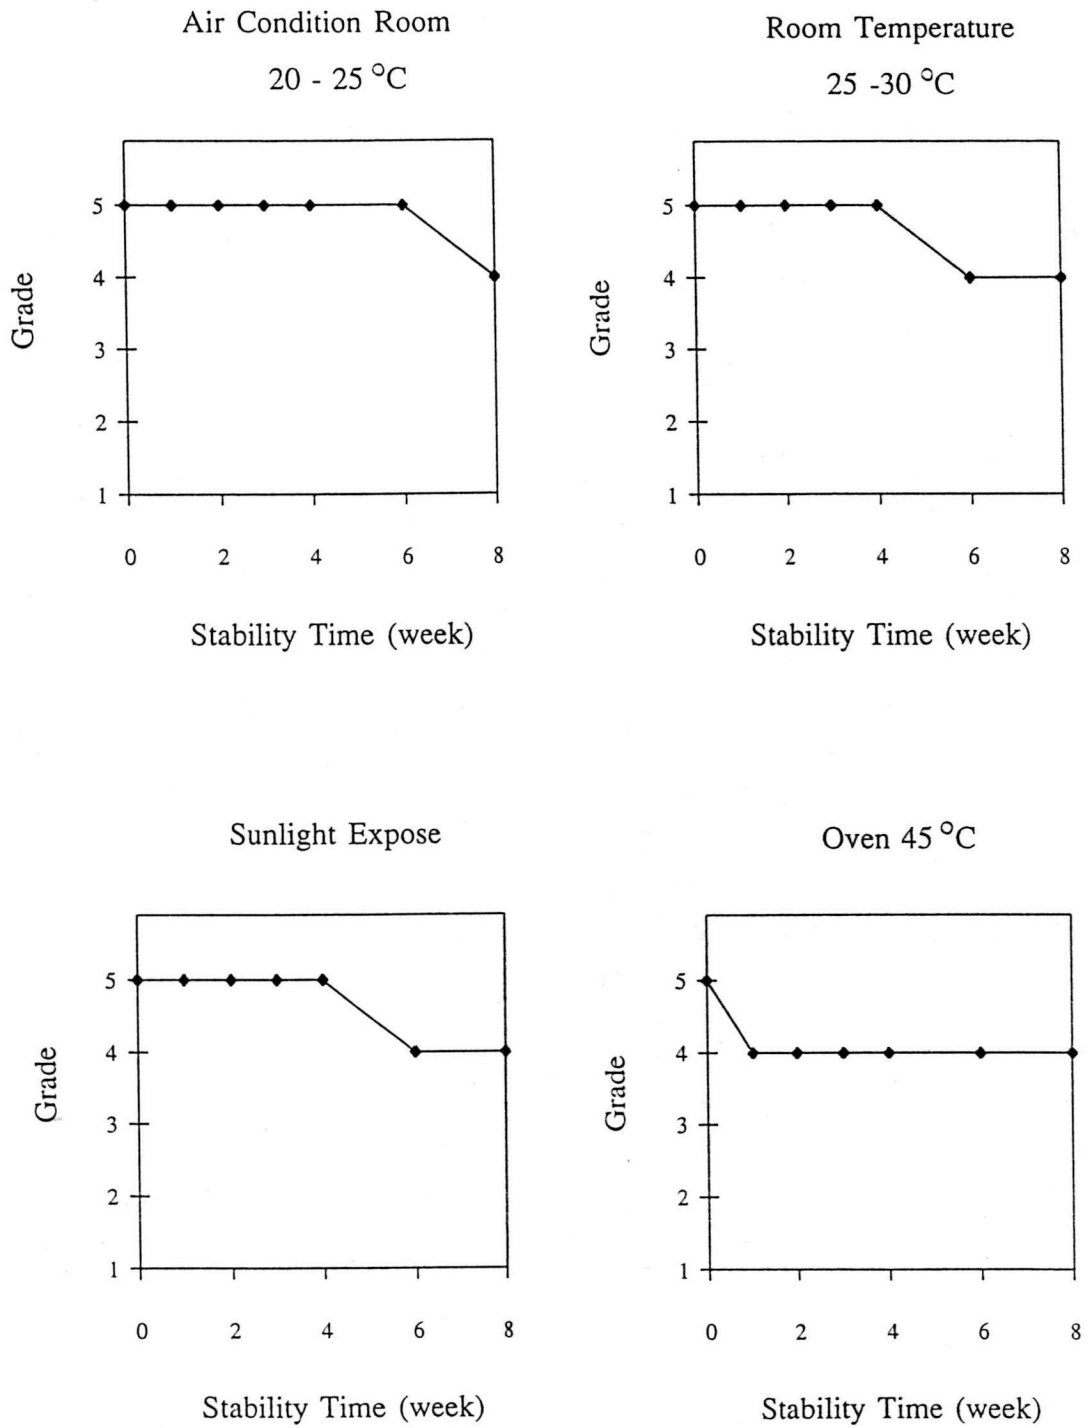 Air Condition Room
20 - 25 °C
Grade
5
4
3
2
1
0 2 4 6 8
Stability Time (week)
Room Temperature
25 -30 °C
Grade
5
4
3
2
1
0 2 4 6 8
Stability Time (week)
Sunlight Expose
Grade
5
4
3
2
1
0 2 4 6 8
Stability Time (week)
Oven 45 °C
Grade
5
4
3
2
1
0 2 4 6 8
Stability Time (week)